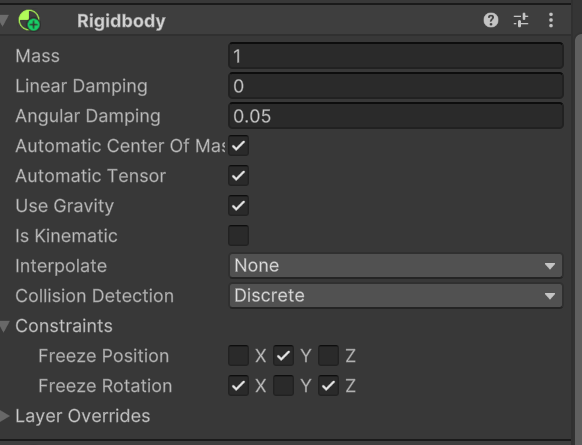 Rigidbody
Mass 1
Linear Damping 0
Angular Damping 0.05
Automatic Center Of Mas
Automatic Tensor
Use Gravity
Is Kinematic
Interpolate None
Collision Detection Discrete
Constraints
Freeze Position X Y Z
Freeze Rotation X Y Z
Layer Overrides